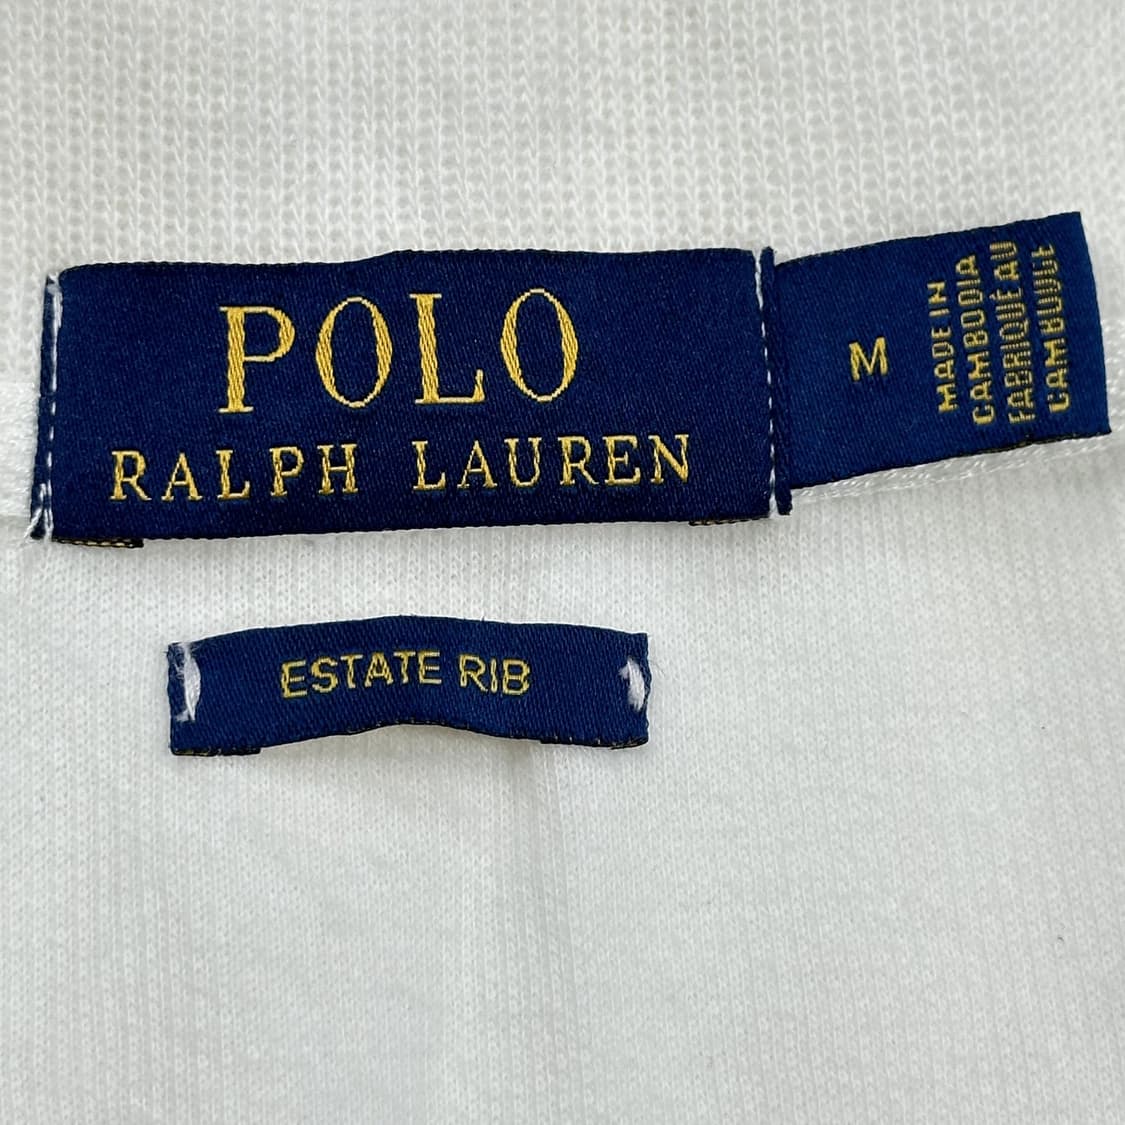 POLO
RALPH LAUREN
M
MADE IN
CAMBODIA
FABRIQUÉ AU
CAMBODGE
ESTATE RIB